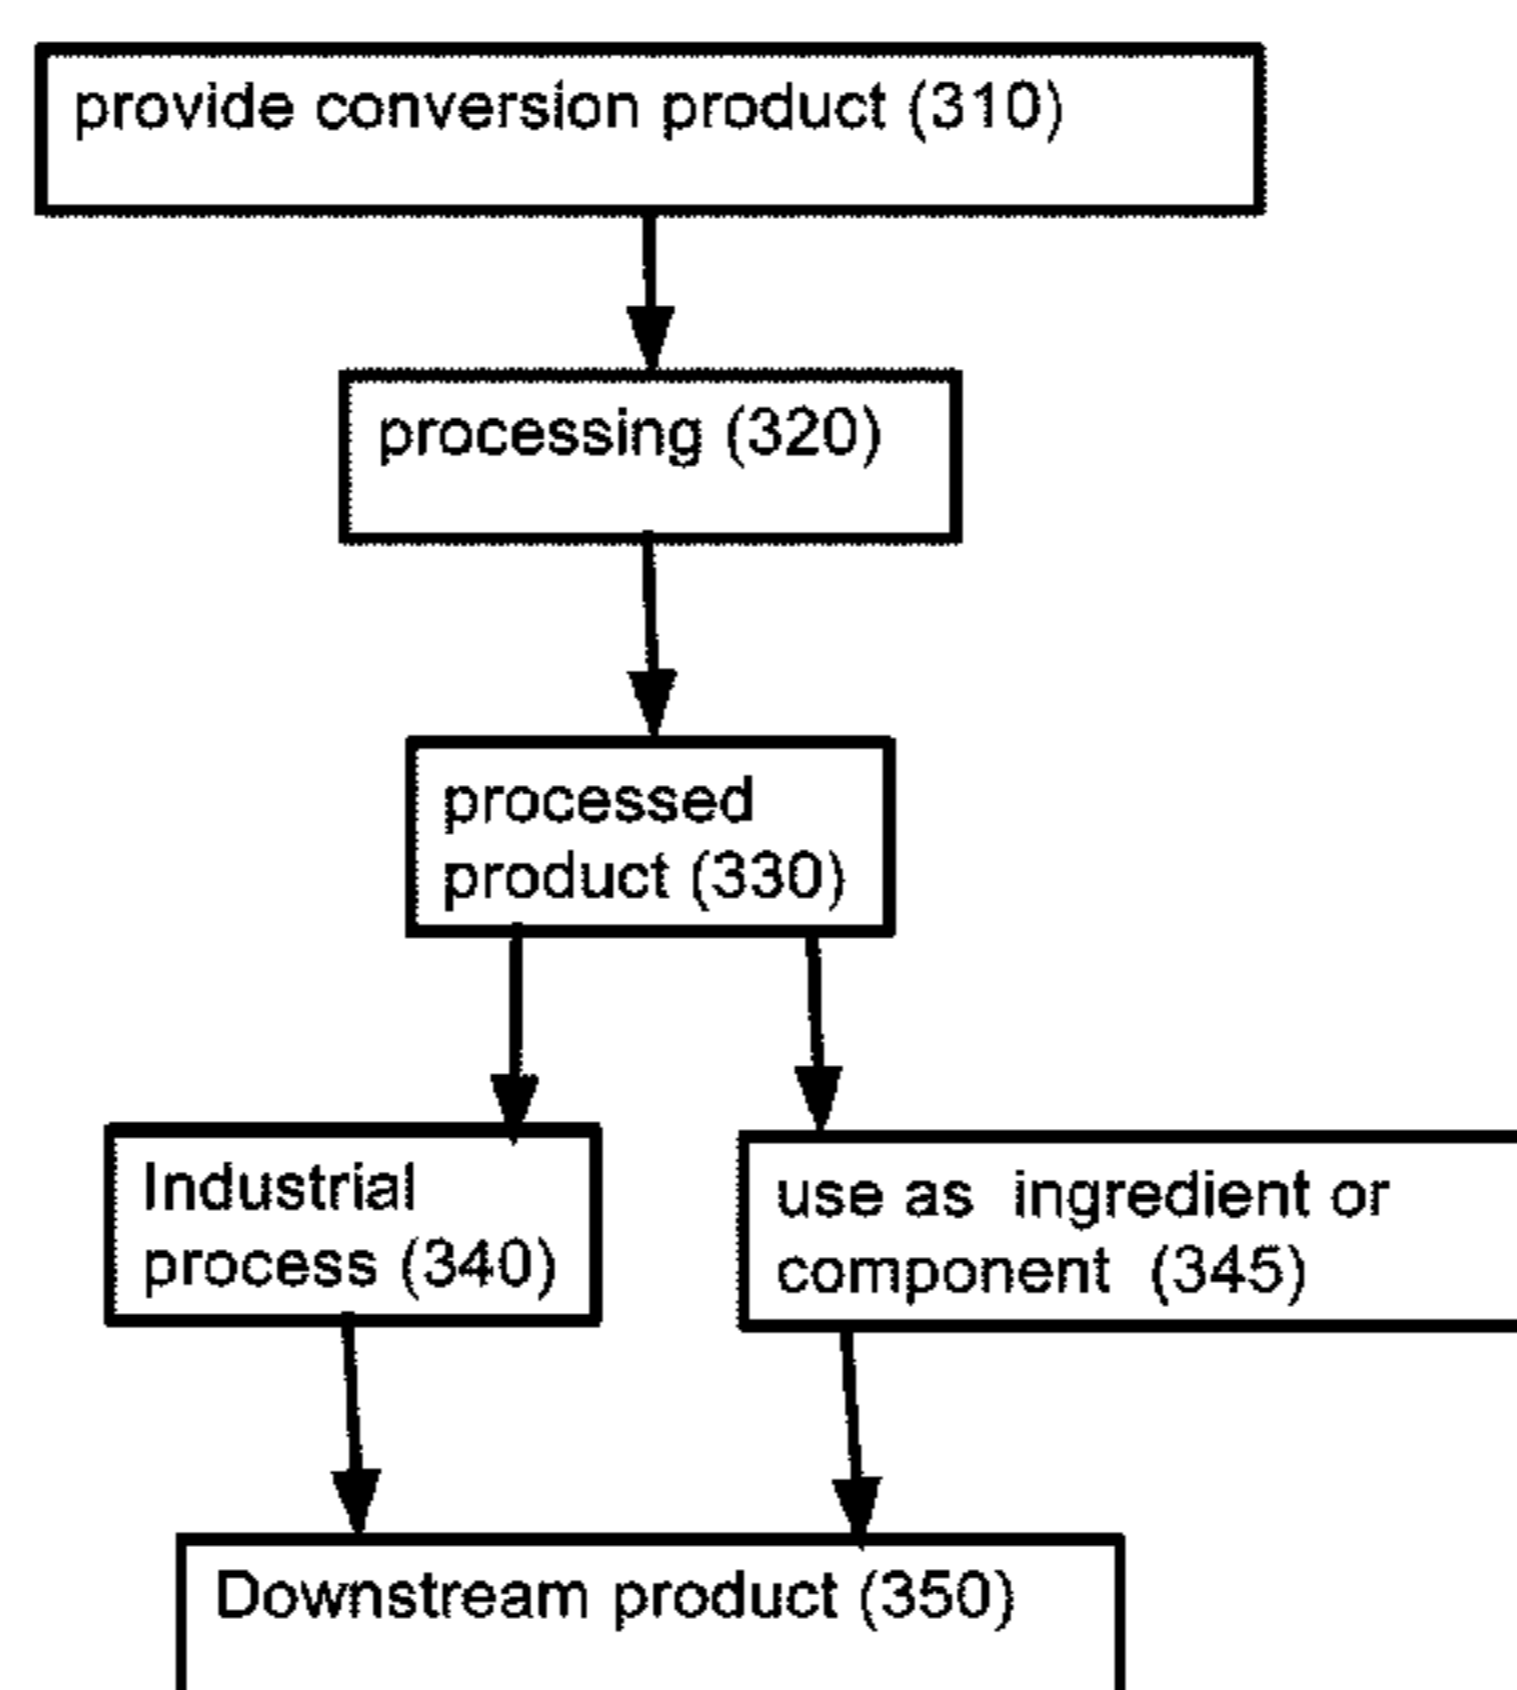 provide conversion product (310)
processing (320)
processed
product (330)
Industrial
process (340)
use as ingredient or
component (345)
Downstream product (350)